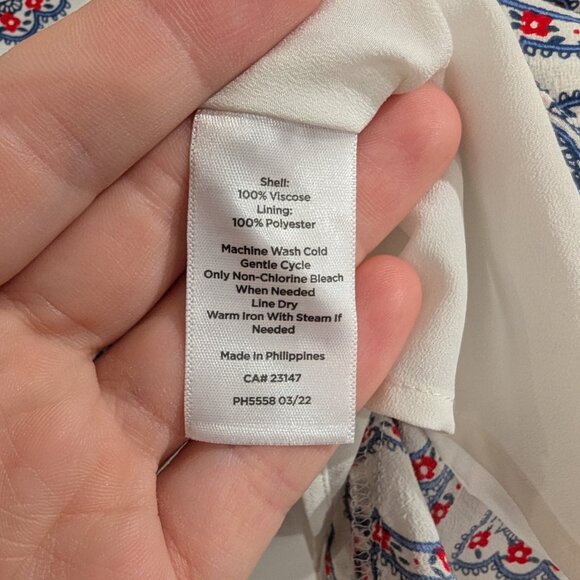 Shell:
100% Viscose
Lining:
100% Polyester
Machine Wash Cold
Gentle Cycle
Only Non-Chlorine Bleach
When Needed
Line Dry
Warm Iron With Steam If
Needed
Made In Philippines
CA# 23147
PH5558 03/22